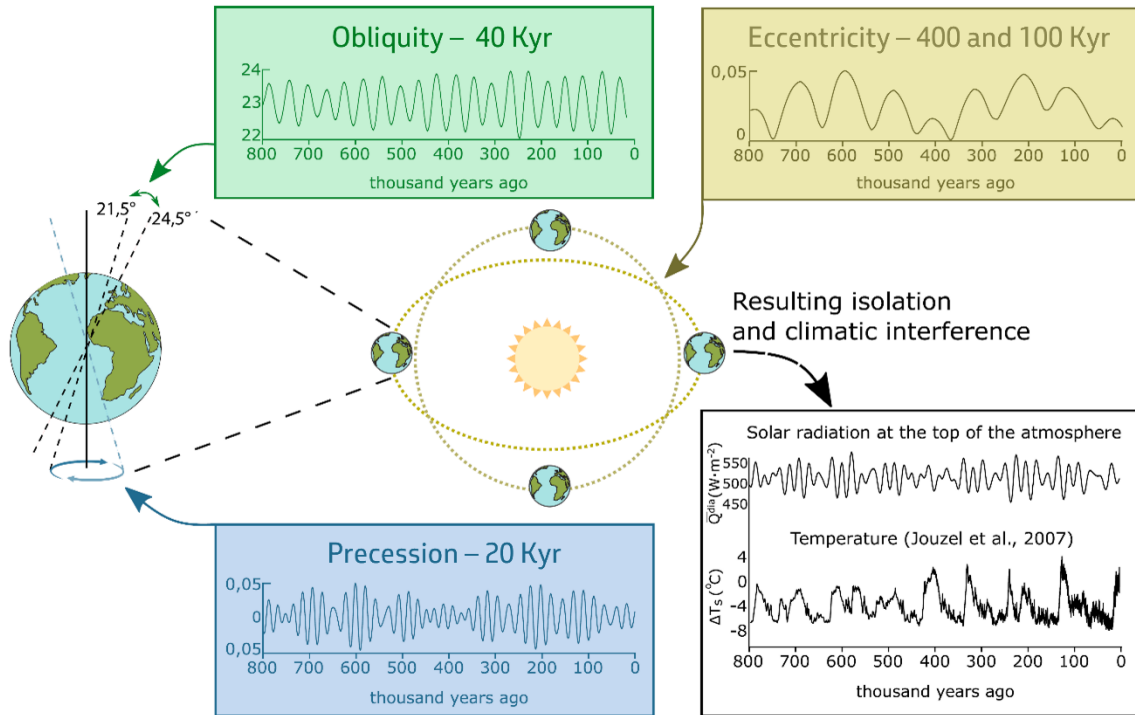 Obliquity – 40 Kyr
24
23
22
800 700 600 500 400 300 200 100 0
thousand years ago
Eccentricity – 400 and 100 Kyr
0,05
0
800 700 600 500 400 300 200 100 0
thousand years ago
21,5°
24,5°
Resulting isolation
and climatic interference
Precession – 20 Kyr
0,05
0
0,05
800 700 600 500 400 300 200 100 0
thousand years ago
Solar radiation at the top of the atmosphere
Q̅ᵈⁱᵃ (W·m⁻²)
550
500
450
Temperature (Jouzel et al., 2007)
ΔTs (°C)
4
0
-4
-8
800 700 600 500 400 300 200 100 0
thousand years ago